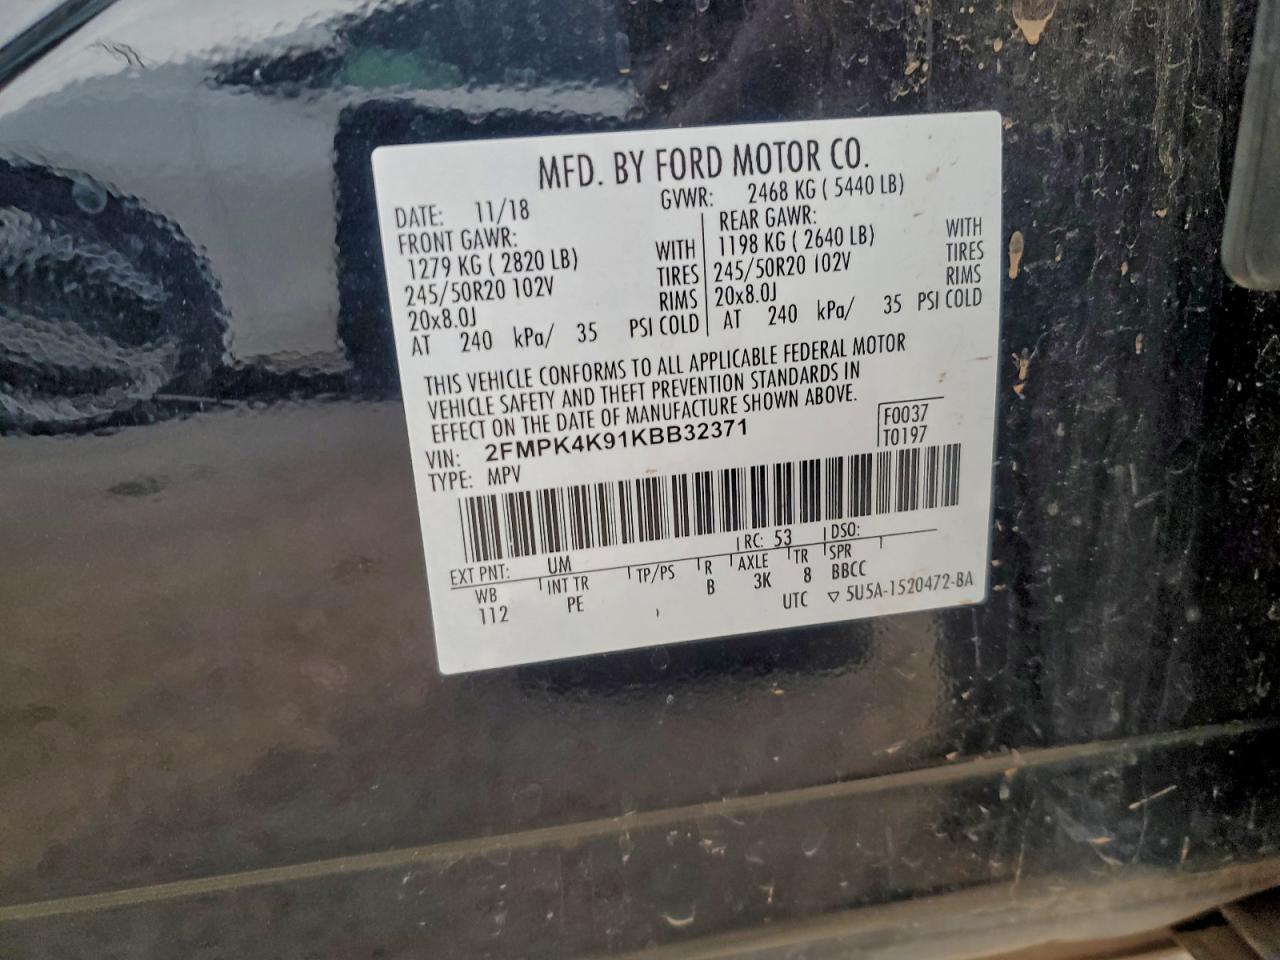 MFD. BY FORD MOTOR CO.
DATE: 11/18 GVWR: 2468 KG ( 5440 LB)
FRONT GAWR: REAR GAWR:
1279 KG ( 2820 LB) WITH 1198 KG ( 2640 LB) WITH
245/50R20 102V TIRES 245/50R20 102V TIRES
20x8.0J RIMS 20x8.0J RIMS
AT 240 kPa/ 35 PSI COLD AT 240 kPa/ 35 PSI COLD
THIS VEHICLE CONFORMS TO ALL APPLICABLE FEDERAL MOTOR
VEHICLE SAFETY AND THEFT PREVENTION STANDARDS IN
EFFECT ON THE DATE OF MANUFACTURE SHOWN ABOVE.
VIN: 2FMPK4K91KBB32371 F0037
TYPE: MPV T0197
EXT PNT: UM RC: 53 DSO:
WB INT TR TP/PS R AXLE TR SPR
112 PE , B 3K 8 BBCC
UTC ▽ 5U5A-1520472-BA